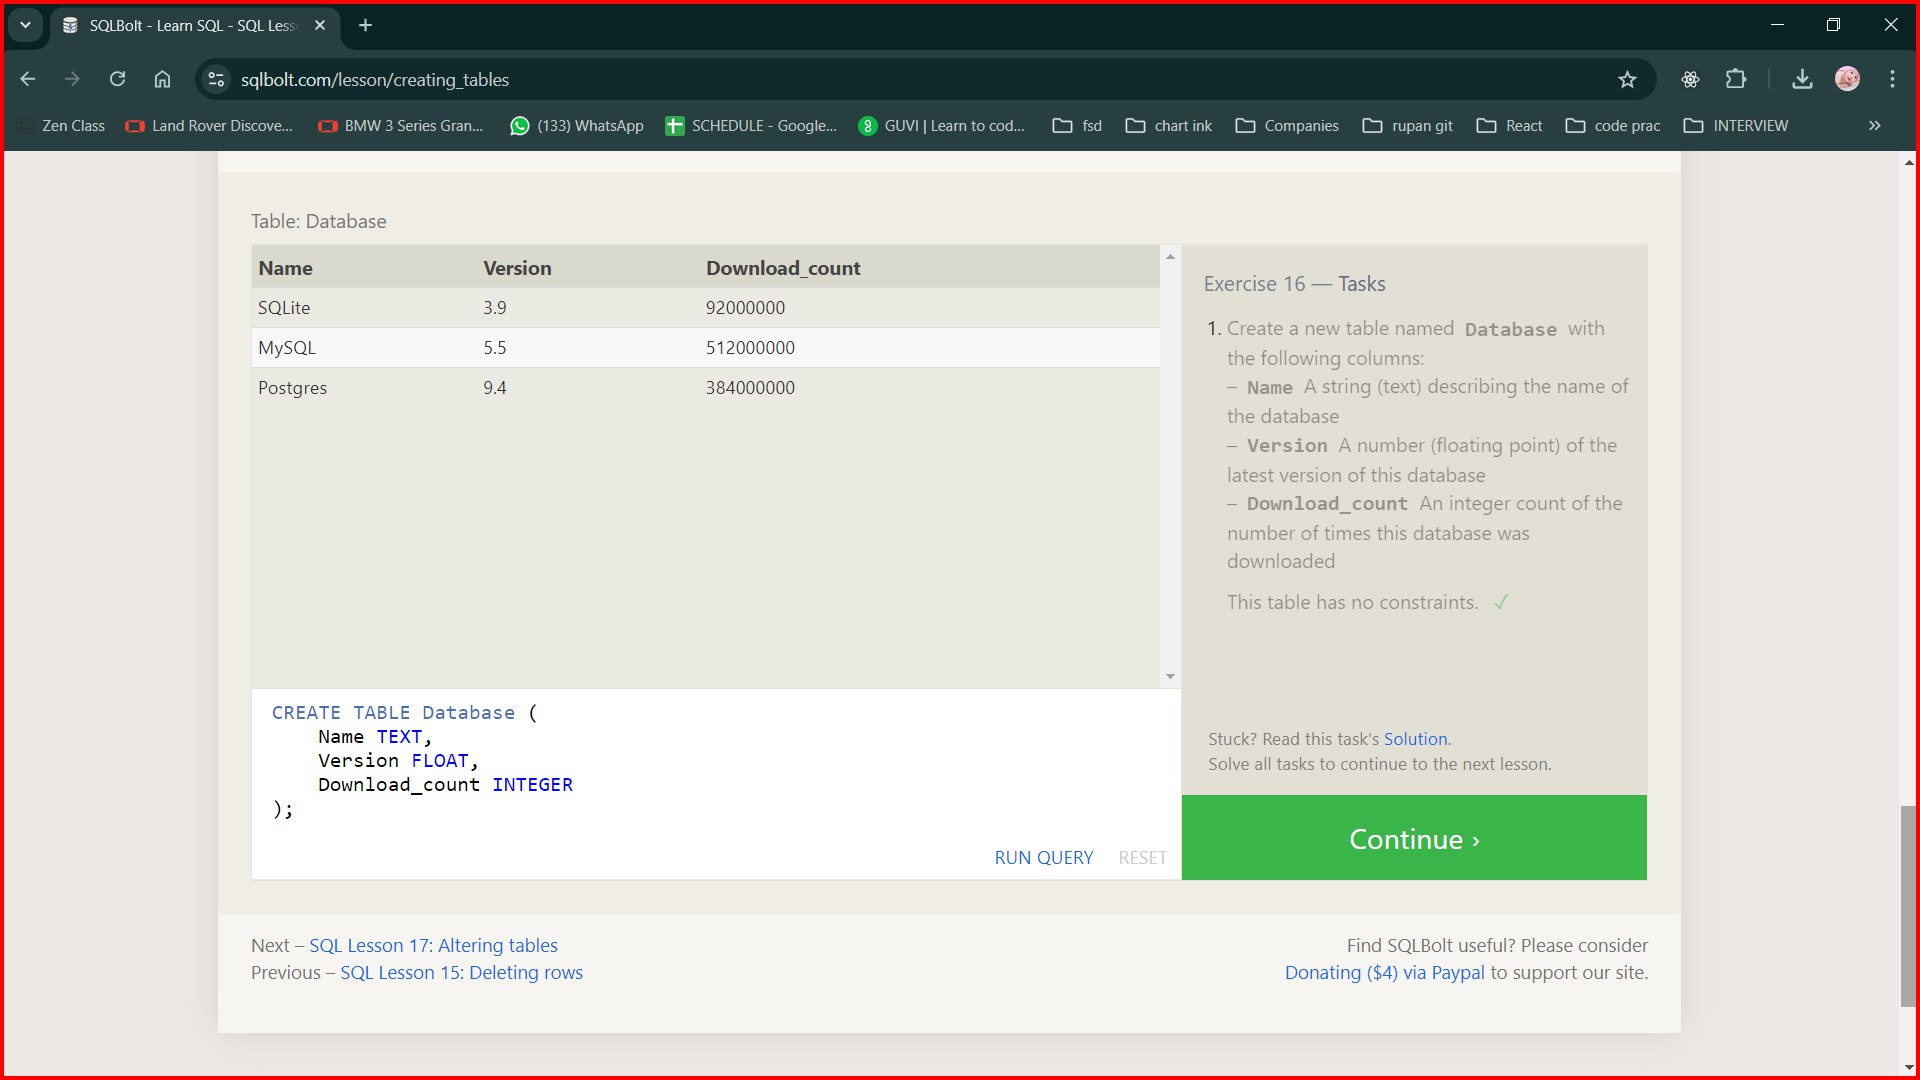 SQLBolt - Learn SQL - SQL Less
sqlbolt.com/lesson/creating_tables
Zen Class
Land Rover Discove...
BMW 3 Series Gran...
(133) WhatsApp
SCHEDULE - Google...
GUVI | Learn to cod...
fsd
chart ink
Companies
rupan git
React
code prac
INTERVIEW
Table: Database
Name Version Download_count
SQLite 3.9 92000000
MySQL 5.5 512000000
Postgres 9.4 384000000
CREATE TABLE Database (
Name TEXT,
Version FLOAT,
Download_count INTEGER
);
RUN QUERY RESET
Exercise 16 — Tasks
1. Create a new table named Database with
the following columns:
– Name A string (text) describing the name of
the database
– Version A number (floating point) of the
latest version of this database
– Download_count An integer count of the
number of times this database was
downloaded
This table has no constraints. ✓
Stuck? Read this task's Solution.
Solve all tasks to continue to the next lesson.
Continue ›
Next – SQL Lesson 17: Altering tables
Previous – SQL Lesson 15: Deleting rows
Find SQLBolt useful? Please consider
Donating ($4) via Paypal to support our site.